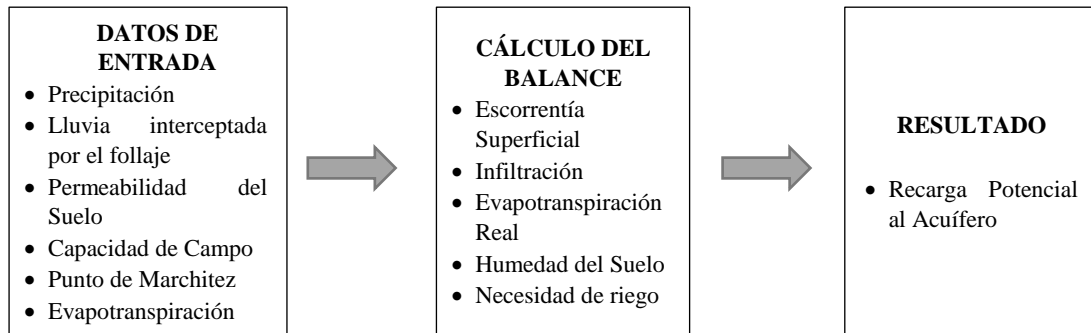 DATOS DE
ENTRADA
• Precipitación
• Lluvia interceptada
por el follaje
• Permeabilidad del
Suelo
• Capacidad de Campo
• Punto de Marchitez
• Evapotranspiración
CÁLCULO DEL
BALANCE
• Escorrentía
Superficial
• Infiltración
• Evapotranspiración
Real
• Humedad del Suelo
• Necesidad de riego
RESULTADO
• Recarga Potencial
al Acuífero